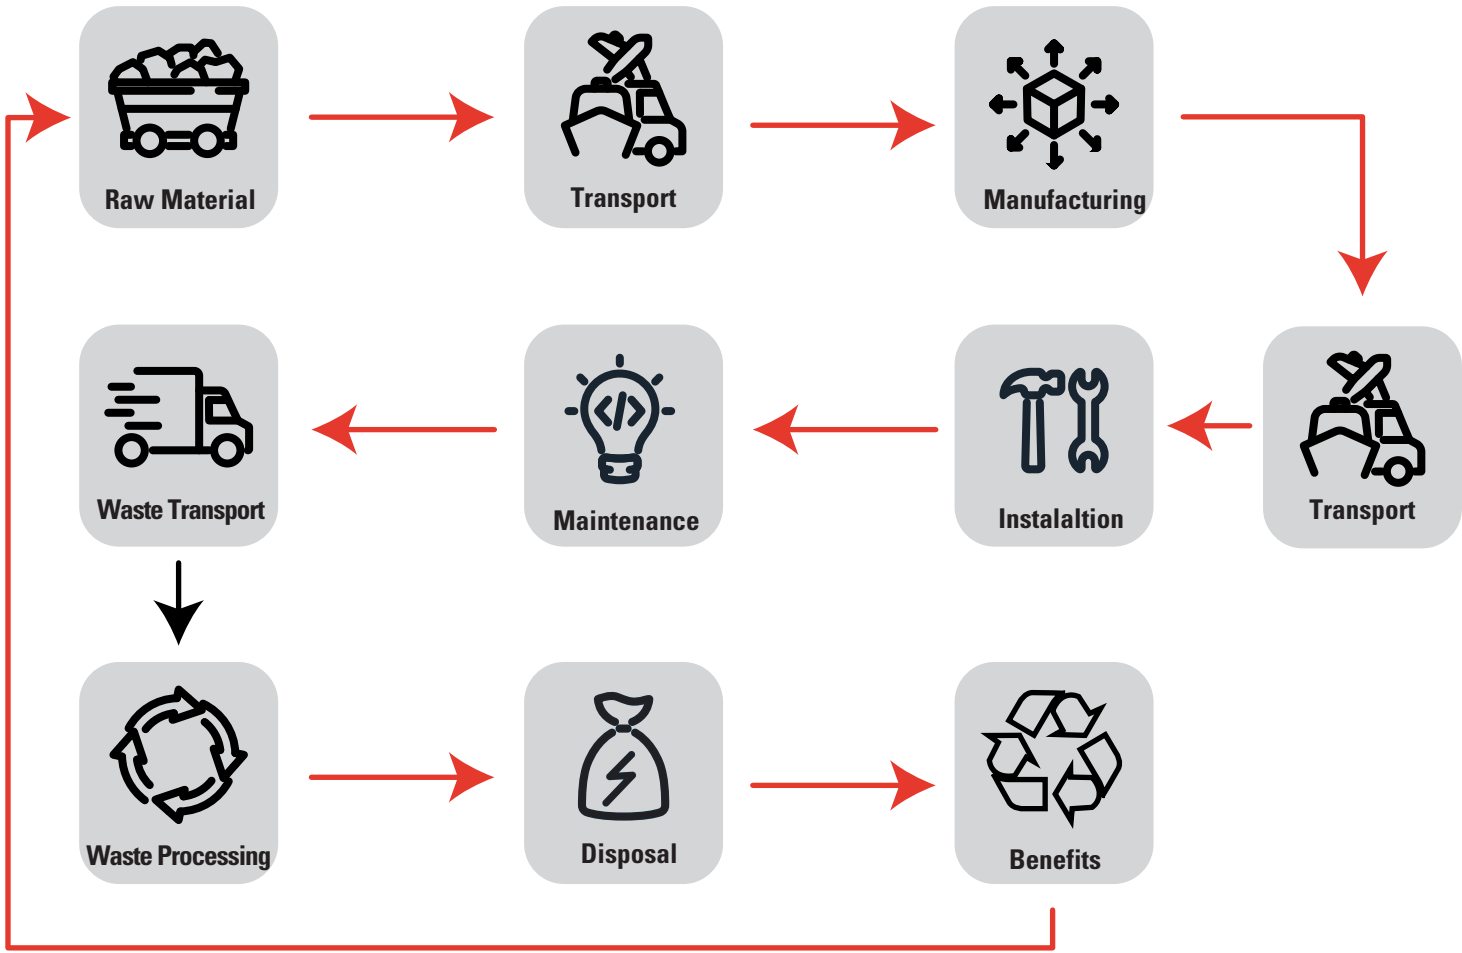 Raw Material
Transport
Manufacturing
Waste Transport
Maintenance
Instalaltion
Transport
Waste Processing
Disposal
Benefits